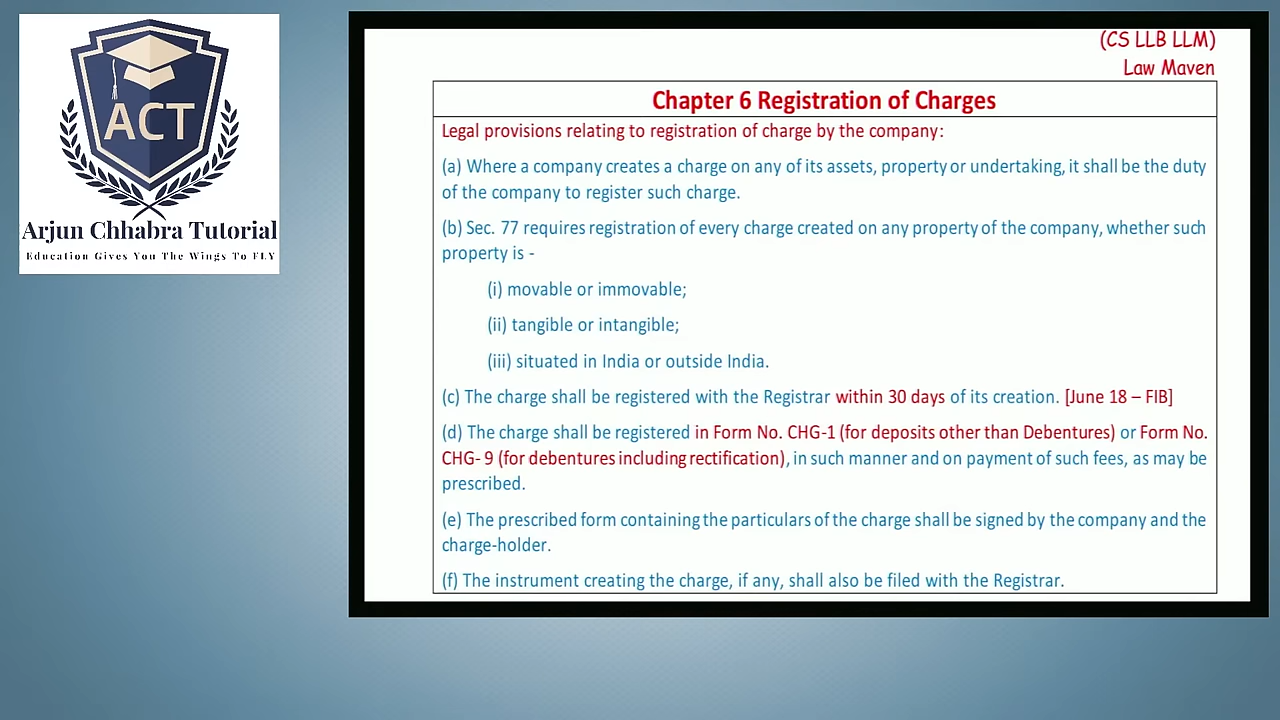 ACT
Arjun Chhabra Tutorial
Education Gives You The Wings To FLY
(CS LLB LLM)
Law Maven
Chapter 6 Registration of Charges
Legal provisions relating to registration of charge by the company:
(a) Where a company creates a charge on any of its assets, property or undertaking, it shall be the duty
of the company to register such charge.
(b) Sec. 77 requires registration of every charge created on any property of the company, whether such
property is -
(i) movable or immovable;
(ii) tangible or intangible;
(iii) situated in India or outside India.
(c) The charge shall be registered with the Registrar within 30 days of its creation. [June 18 – FIB]
(d) The charge shall be registered in Form No. CHG-1 (for deposits other than Debentures) or Form No.
CHG- 9 (for debentures including rectification), in such manner and on payment of such fees, as may be
prescribed.
(e) The prescribed form containing the particulars of the charge shall be signed by the company and the
charge-holder.
(f) The instrument creating the charge, if any, shall also be filed with the Registrar.